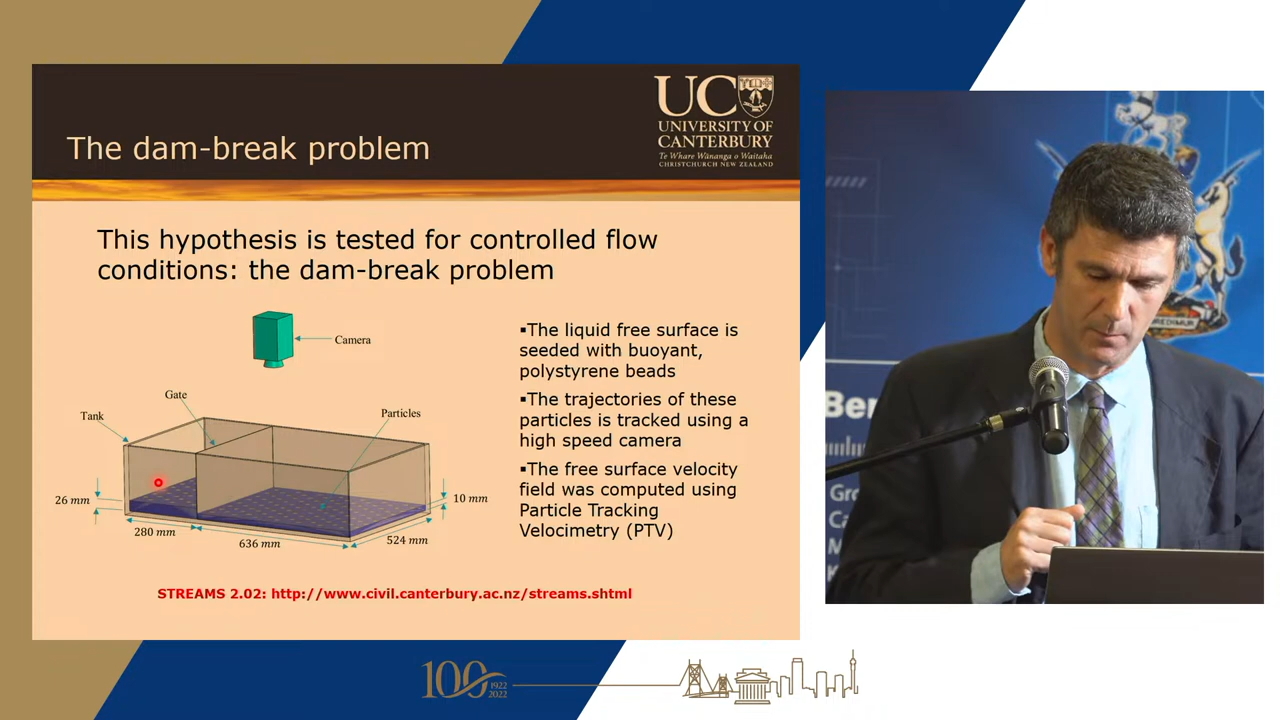 The dam-break problem
UC
UNIVERSITY OF
CANTERBURY
Te Whare Wānanga o Waitaha
CHRISTCHURCH NEW ZEALAND
This hypothesis is tested for controlled flow
conditions: the dam-break problem
Camera
Gate
Tank
Particles
26 mm
10 mm
280 mm
636 mm
524 mm
▪The liquid free surface is
seeded with buoyant,
polystyrene beads
▪The trajectories of these
particles is tracked using a
high speed camera
▪The free surface velocity
field was computed using
Particle Tracking
Velocimetry (PTV)
STREAMS 2.02: http://www.civil.canterbury.ac.nz/streams.shtml
100
1922
2022